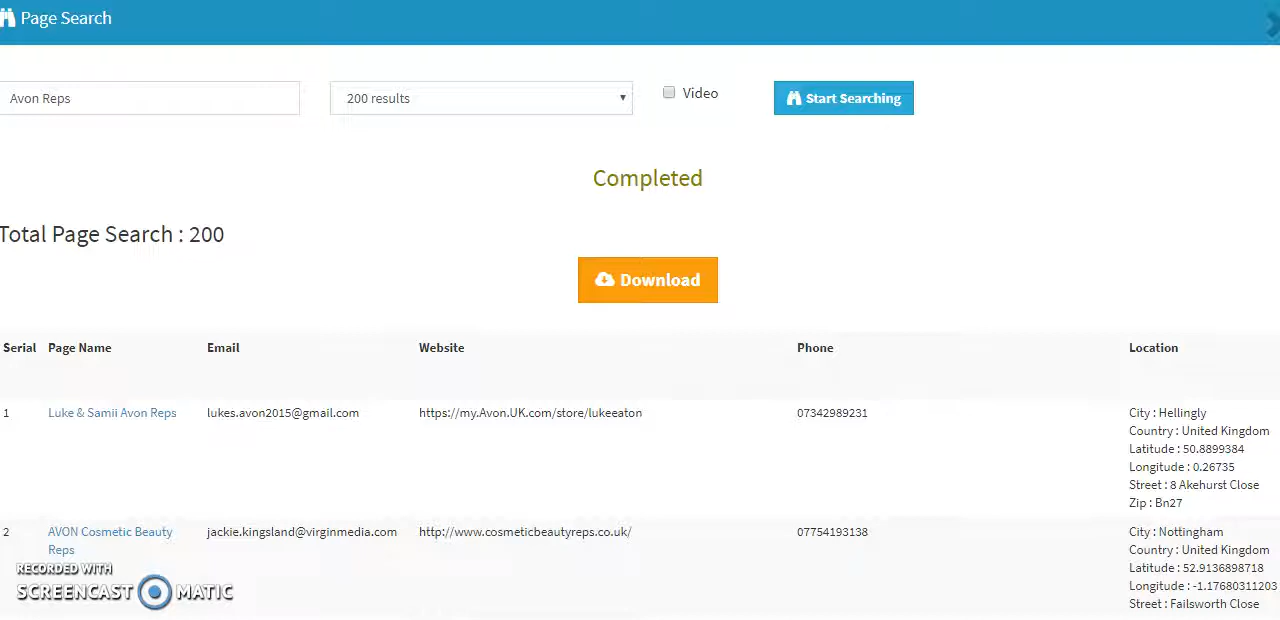 Page Search
Avon Reps
200 results
Video
Start Searching
Completed
Total Page Search : 200
Download
Serial Page Name Email Website Phone Location
1 Luke & Samii Avon Reps lukes.avon2015@gmail.com https://my.Avon.UK.com/store/lukeeaton 07342989231 City : Hellingly
Country : United Kingdom
Latitude : 50.8899384
Longitude : 0.26735
Street : 8 Akehurst Close
Zip : Bn27
2 AVON Cosmetic Beauty jackie.kingsland@virginmedia.com http://www.cosmeticbeautyreps.co.uk/ 07754193138 City : Nottingham
Reps Country : United Kingdom
Latitude : 52.9136898718
Longitude : -1.17680311203
Street : Failsworth Close
RECORDED WITH
SCREENCAST MATIC